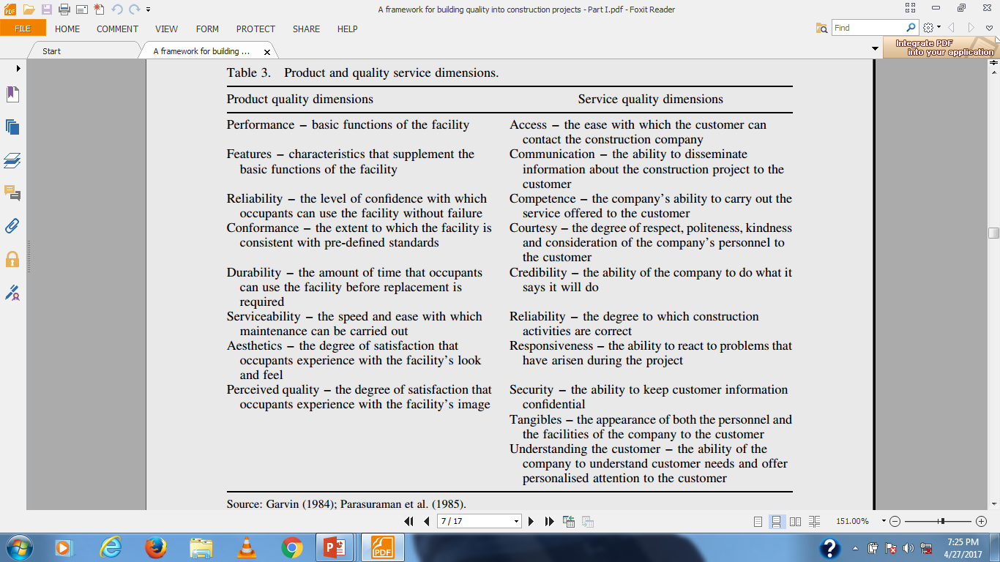 A framework for building quality into construction projects - Part I.pdf - Foxit Reader
FILE HOME COMMENT VIEW FORM PROTECT SHARE HELP
Find
Start
A framework for building ...
Integrate PDF
into your application
Table 3. Product and quality service dimensions.
Product quality dimensions
Service quality dimensions
Performance – basic functions of the facility
Features – characteristics that supplement the
basic functions of the facility
Reliability – the level of confidence with which
occupants can use the facility without failure
Conformance – the extent to which the facility is
consistent with pre-defined standards
Durability – the amount of time that occupants
can use the facility before replacement is
required
Serviceability – the speed and ease with which
maintenance can be carried out
Aesthetics – the degree of satisfaction that
occupants experience with the facility's look
and feel
Perceived quality – the degree of satisfaction that
occupants experience with the facility's image
Access – the ease with which the customer can
contact the construction company
Communication – the ability to disseminate
information about the construction project to the
customer
Competence – the company's ability to carry out the
service offered to the customer
Courtesy – the degree of respect, politeness, kindness
and consideration of the company's personnel to
the customer
Credibility – the ability of the company to do what it
says it will do
Reliability – the degree to which construction
activities are correct
Responsiveness – the ability to react to problems that
have arisen during the project
Security – the ability to keep customer information
confidential
Tangibles – the appearance of both the personnel and
the facilities of the company to the customer
Understanding the customer – the ability of the
company to understand customer needs and offer
personalised attention to the customer
Source: Garvin (1984); Parasuraman et al. (1985).
7 / 17
151.00%
PDF
7:25 PM
4/27/2017